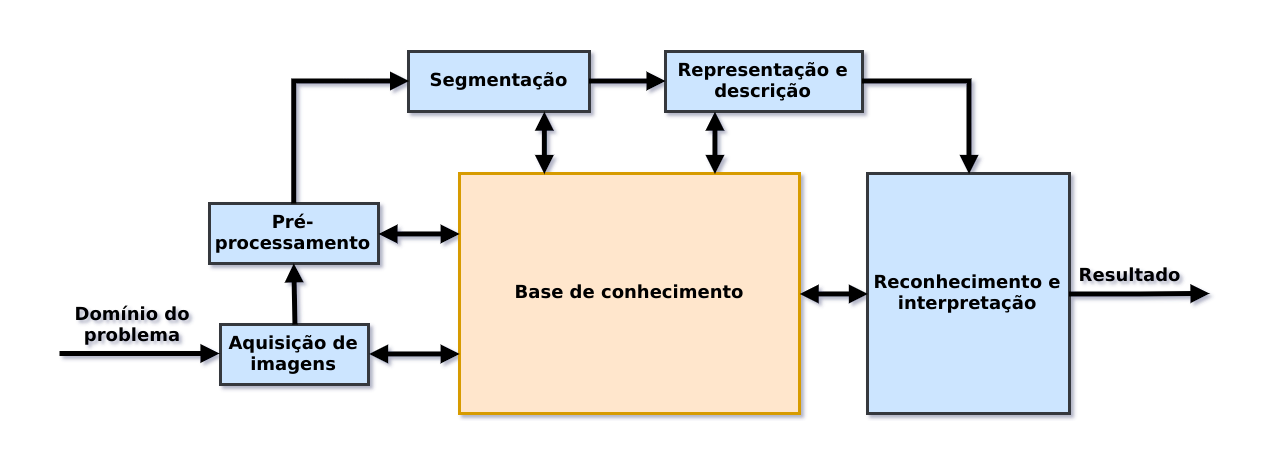 Segmentação
Representação e
descrição
Pré-
processamento
Base de conhecimento
Reconhecimento e
interpretação
Resultado
Domínio do
problema
Aquisição de
imagens